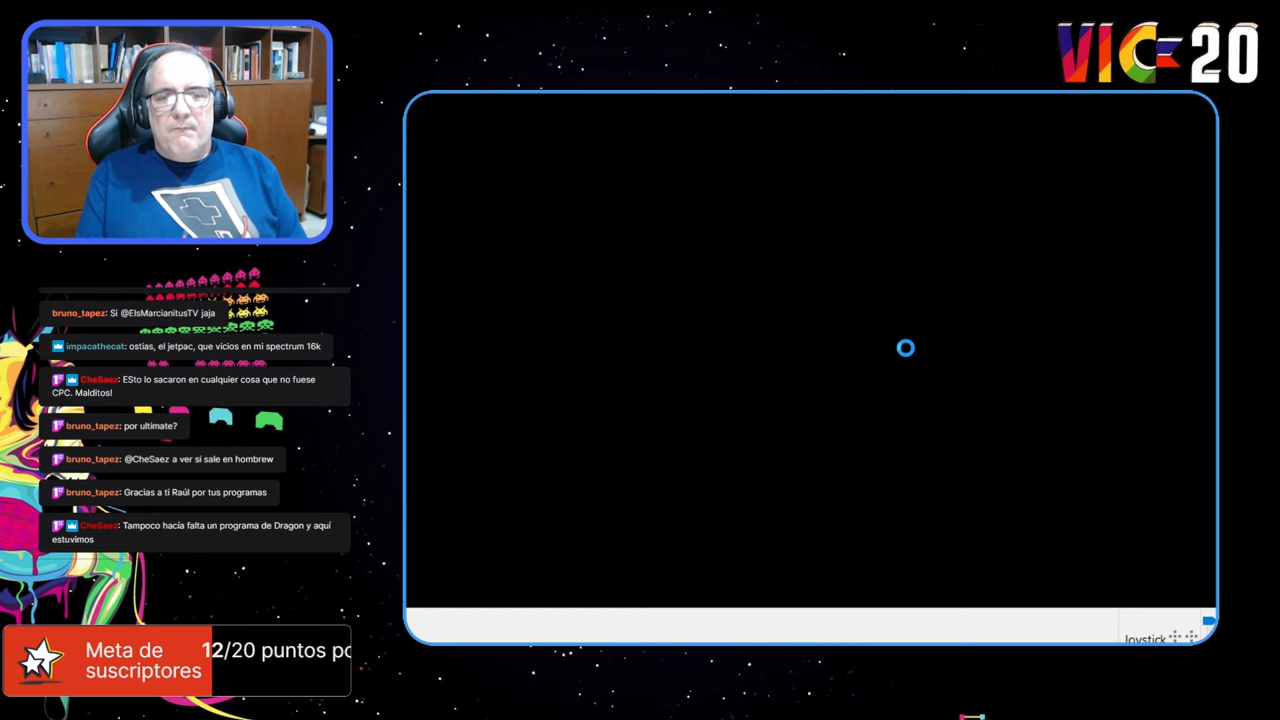 VIC-20
bruno_tapez: Si @ElsMarcianitusTV jaja
impacathecat: ostias, el jetpac, que vicios en mi spectrum 16k
CheSaez: ESto lo sacaron en cualquier cosa que no fuese
CPC. Malditos!
bruno_tapez: por ultimate?
bruno_tapez: @CheSaez a ver si sale en hombrew
bruno_tapez: Gracias a ti Raúl por tus programas
CheSaez: Tampoco hacía falta un programa de Dragon y aquí
estuvimos
Meta de
suscriptores
12/20 puntos po
Joystick